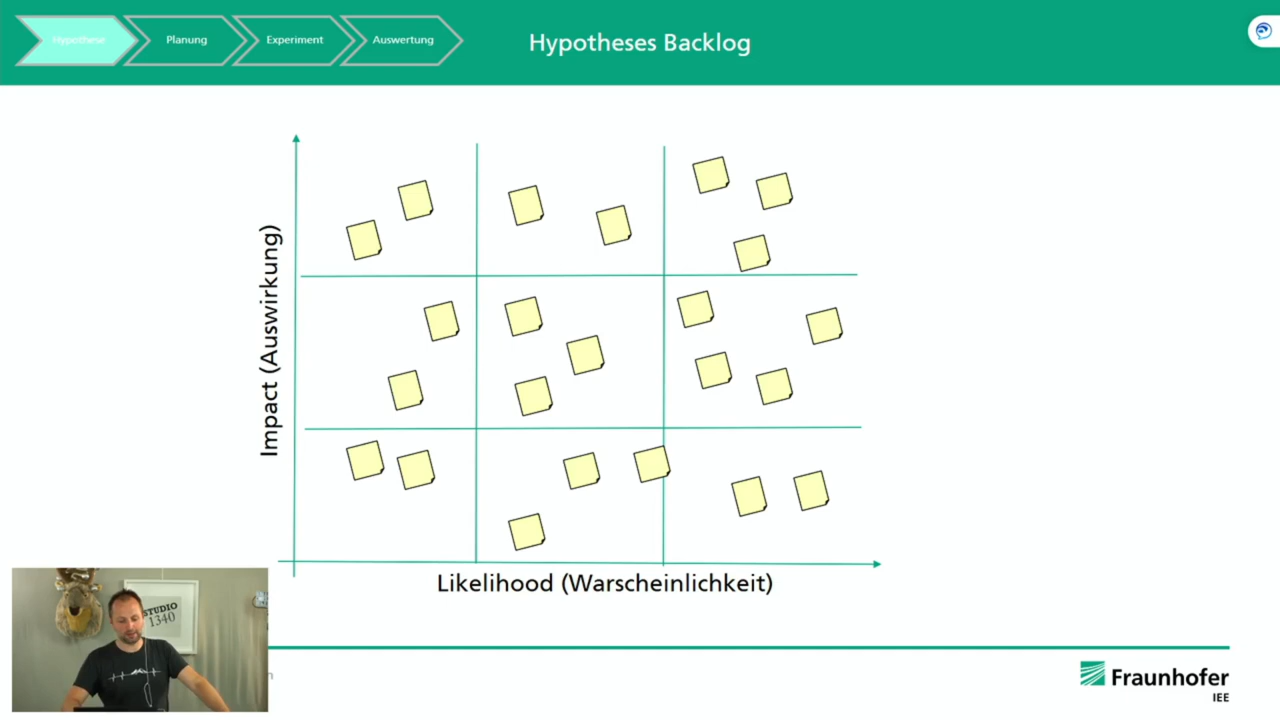 Hypothese
Planung
Experiment
Auswertung
Hypotheses Backlog
Impact (Auswirkung)
Likelihood (Warscheinlichkeit)
STUDIO
1340
Fraunhofer
IEE